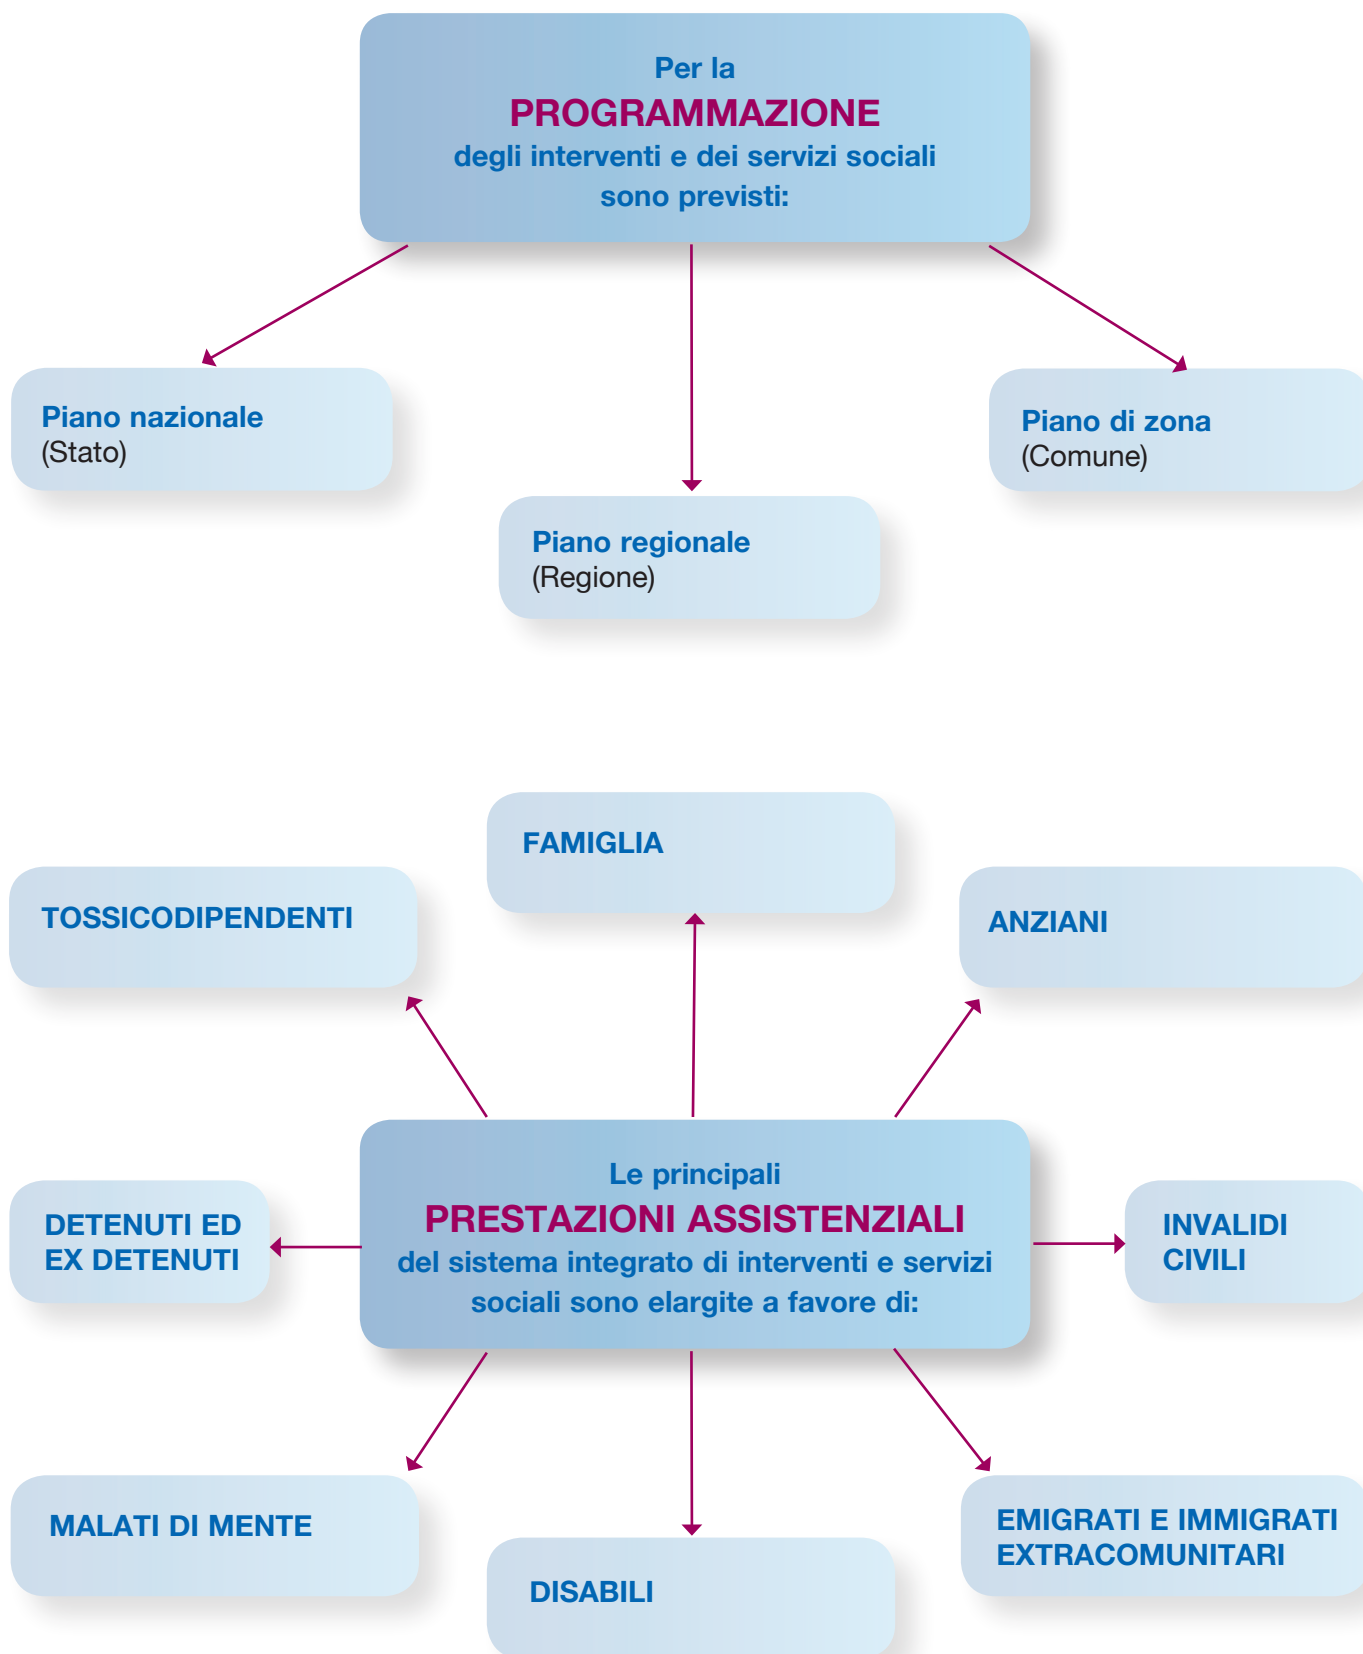 Per la
PROGRAMMAZIONE
degli interventi e dei servizi sociali
sono previsti:
Piano nazionale
(Stato)
Piano di zona
(Comune)
Piano regionale
(Regione)
FAMIGLIA
TOSSICODIPENDENTI
ANZIANI
Le principali
PRESTAZIONI ASSISTENZIALI
del sistema integrato di interventi e servizi
sociali sono elargite a favore di:
DETENUTI ED
EX DETENUTI
INVALIDI
CIVILI
MALATI DI MENTE
EMIGRATI E IMMIGRATI
EXTRACOMUNITARI
DISABILI